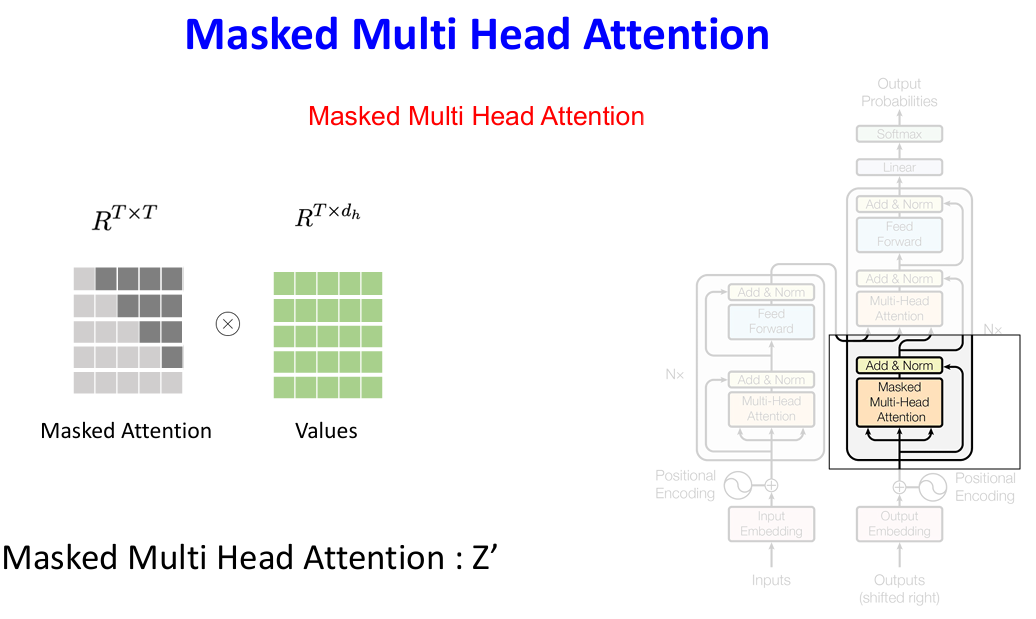 Masked Multi Head Attention
Masked Multi Head Attention
R^{T×T}
R^{T×d_h}
Masked Attention
Values
Masked Multi Head Attention : Z’
Output
Probabilities
Softmax
Linear
Add & Norm
Feed
Forward
Add & Norm
Multi-Head
Attention
N×
Add & Norm
Masked
Multi-Head
Attention
Add & Norm
Feed
Forward
N×
Add & Norm
Multi-Head
Attention
Positional
Encoding
Positional
Encoding
Input
Embedding
Output
Embedding
Inputs
Outputs
(shifted right)